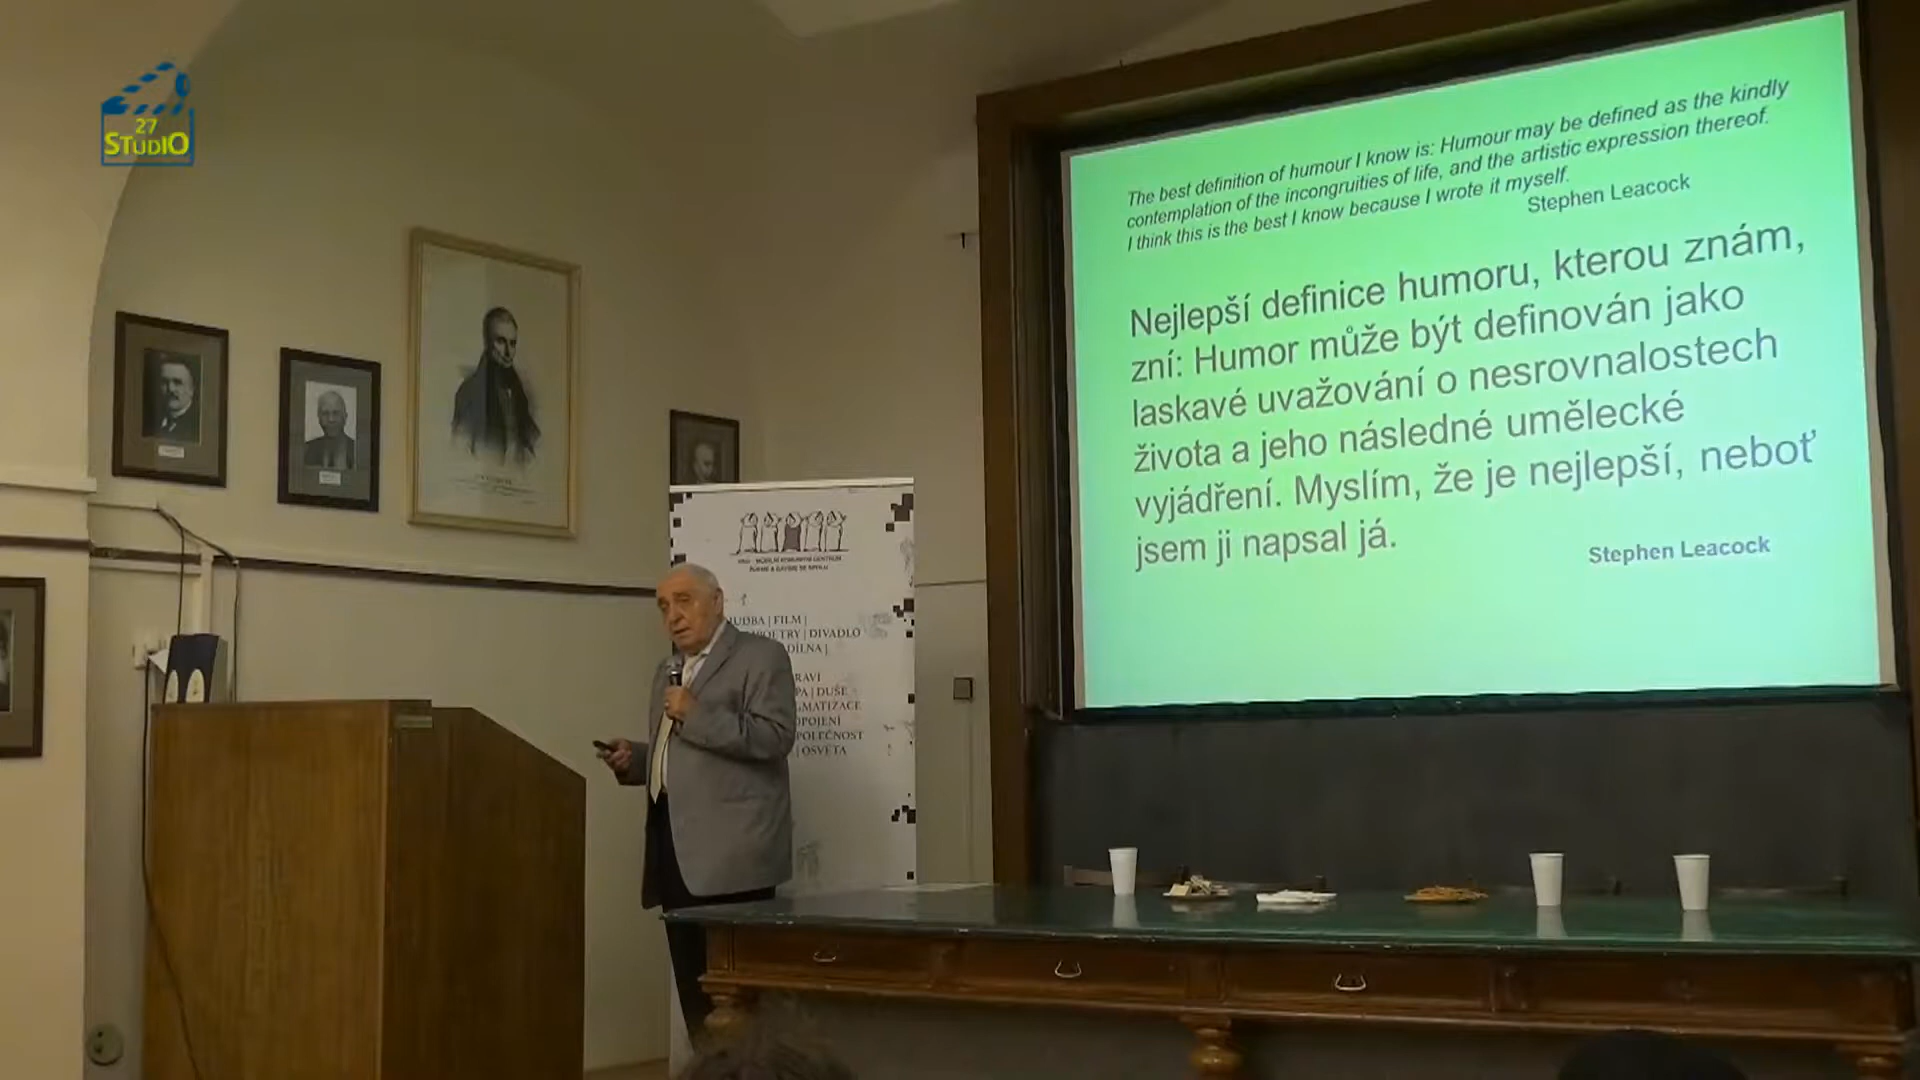 27
STUDIO
The best definition of humour I know is: Humour may be defined as the kindly
contemplation of the incongruities of life, and the artistic expression thereof.
I think this is the best I know because I wrote it myself.
Stephen Leacock
Nejlepší definice humoru, kterou znám,
zní: Humor může být definován jako
laskavé uvažování o nesrovnalostech
života a jeho následné umělecké
vyjádření. Myslím, že je nejlepší, neboť
jsem ji napsal já.
Stephen Leacock
MOBILNÍ KOMUNITNÍ CENTRUM
HUDBA | FILM |
POETRY | DIVADLO
DÍLNA |
| DUŠE
| OSVĚTA